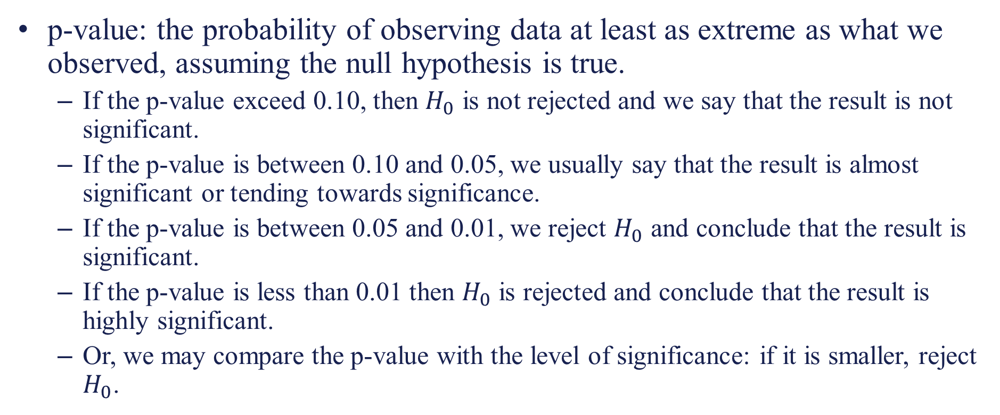 • p-value: the probability of observing data at least as extreme as what we
observed, assuming the null hypothesis is true.
– If the p-value exceed 0.10, then H₀ is not rejected and we say that the result is not
significant.
– If the p-value is between 0.10 and 0.05, we usually say that the result is almost
significant or tending towards significance.
– If the p-value is between 0.05 and 0.01, we reject H₀ and conclude that the result is
significant.
– If the p-value is less than 0.01 then H₀ is rejected and conclude that the result is
highly significant.
– Or, we may compare the p-value with the level of significance: if it is smaller, reject
H₀.